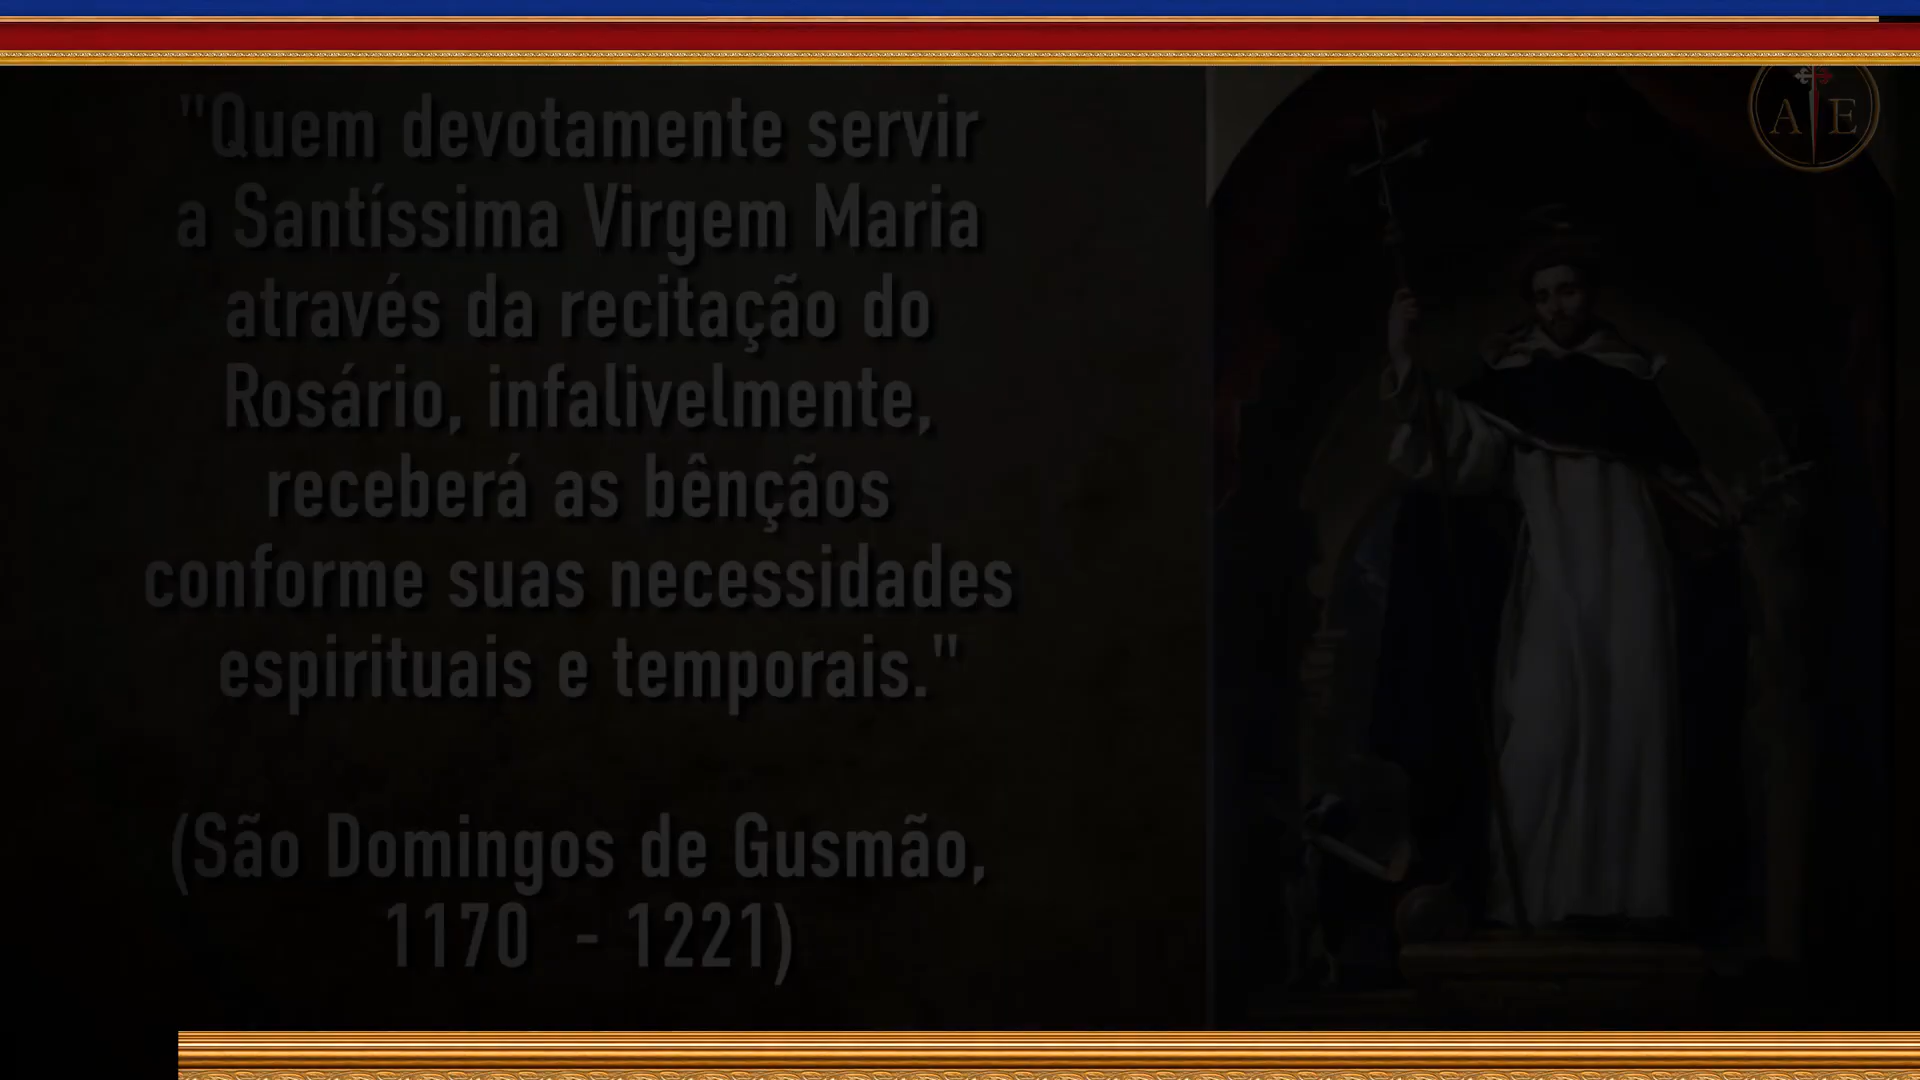 "Quem devotamente servir
a Santíssima Virgem Maria
através da recitação do
Rosário, infalivelmente,
receberá as bênçãos
conforme suas necessidades
espirituais e temporais."
(São Domingos de Gusmão,
1170 - 1221)
A E